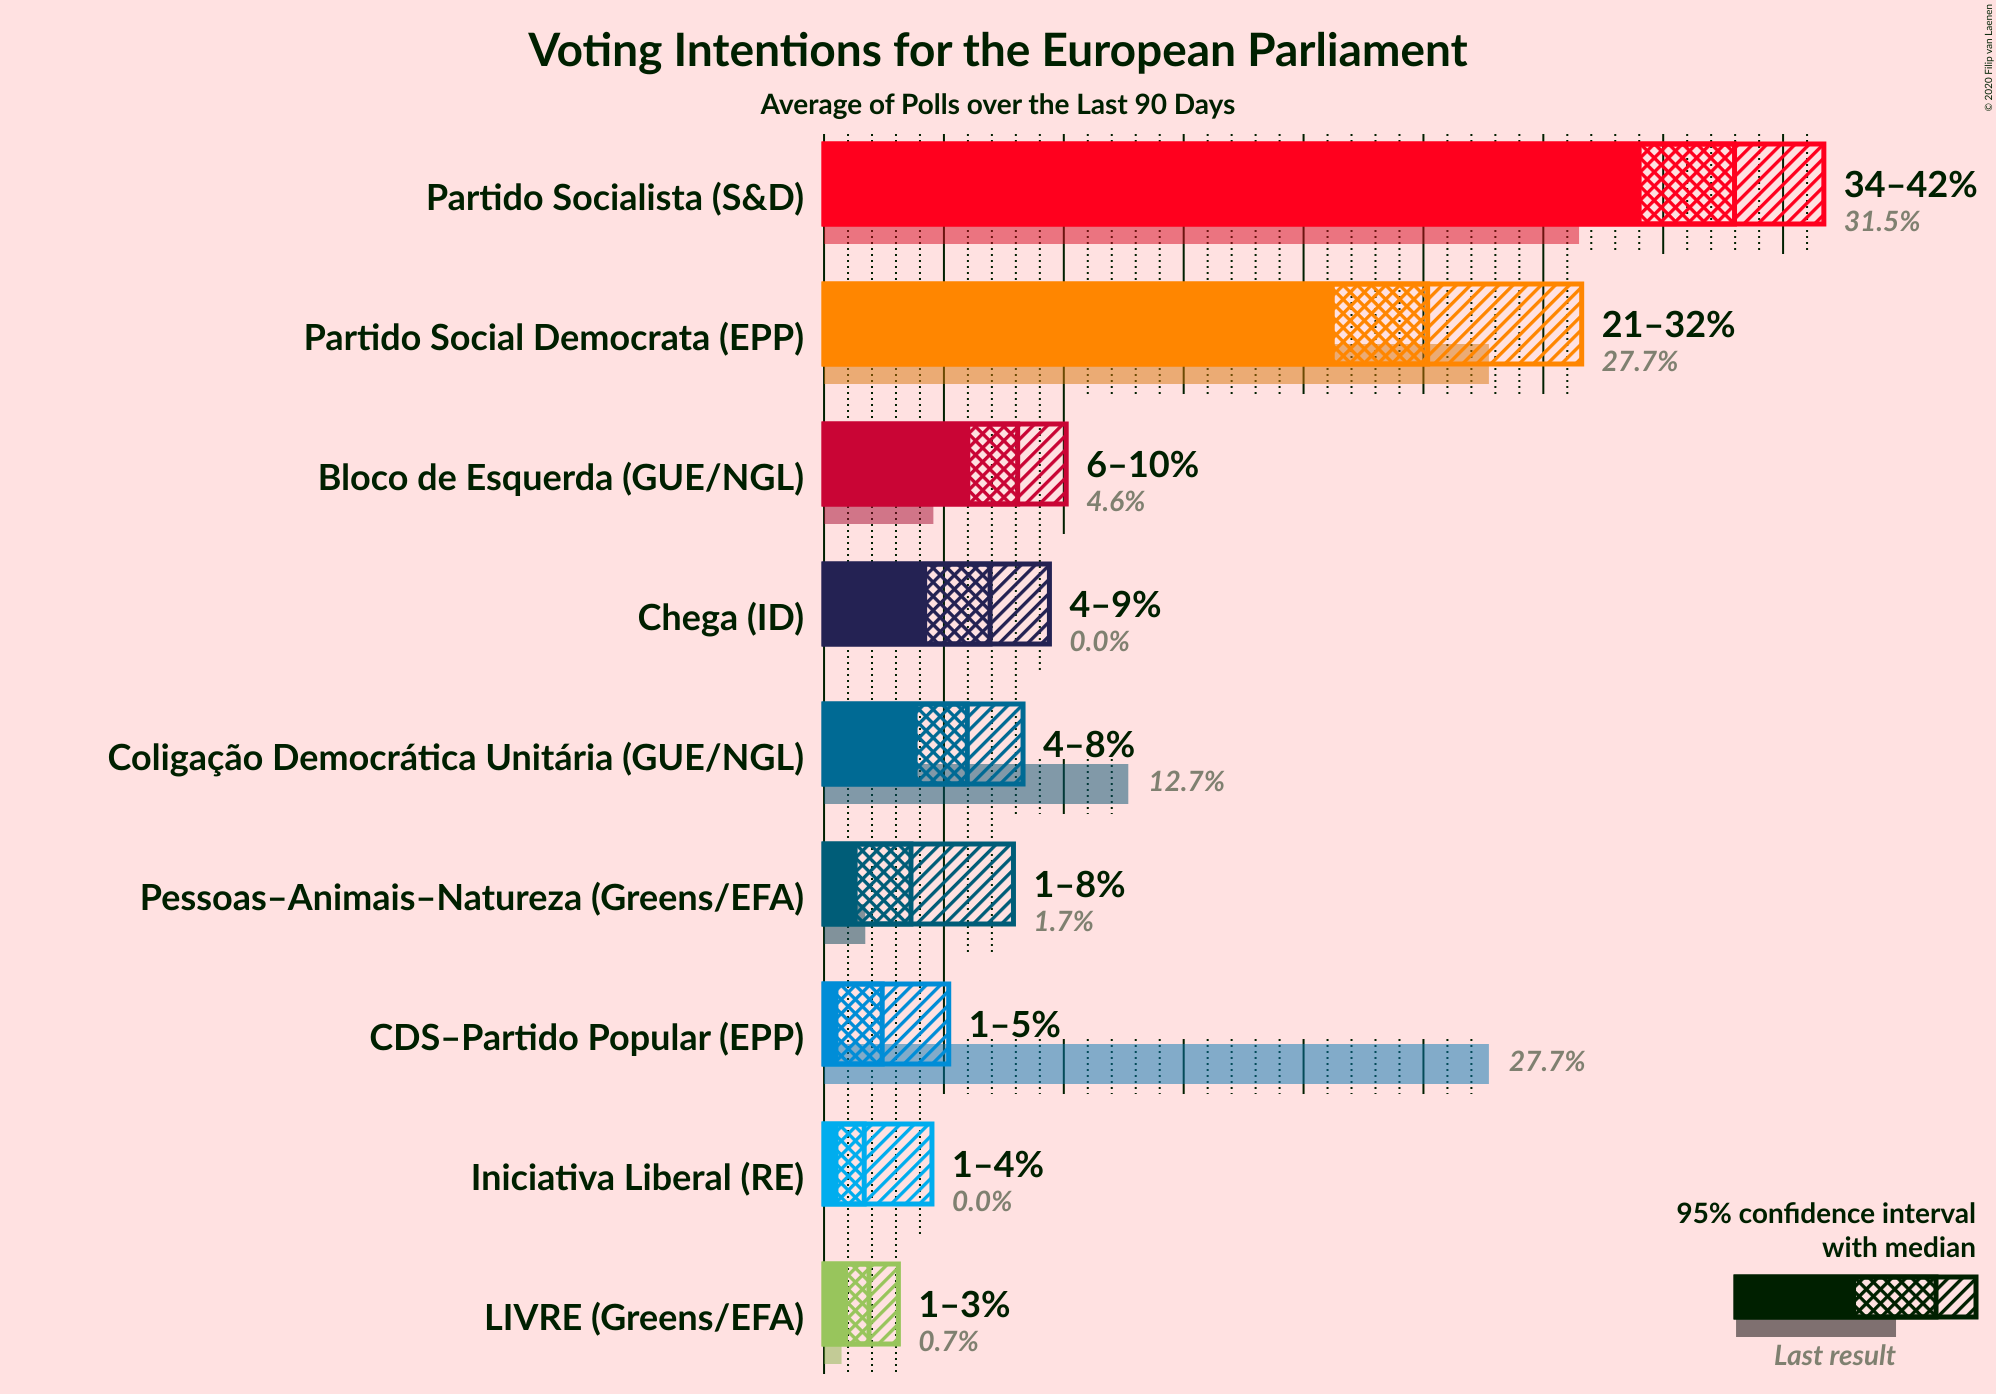 Voting Intentions for the European Parliament
Average of Polls over the Last 90 Days
© 2020 Filip van Laenen
Partido Socialista (S&D)
34–42%
31.5%
Partido Social Democrata (EPP)
21–32%
27.7%
Bloco de Esquerda (GUE/NGL)
6–10%
4.6%
Chega (ID)
4–9%
0.0%
Coligação Democrática Unitária (GUE/NGL)
4–8%
12.7%
Pessoas–Animais–Natureza (Greens/EFA)
1–8%
1.7%
CDS–Partido Popular (EPP)
1–5%
27.7%
Iniciativa Liberal (RE)
1–4%
0.0%
LIVRE (Greens/EFA)
1–3%
0.7%
95% confidence interval
with median
Last result